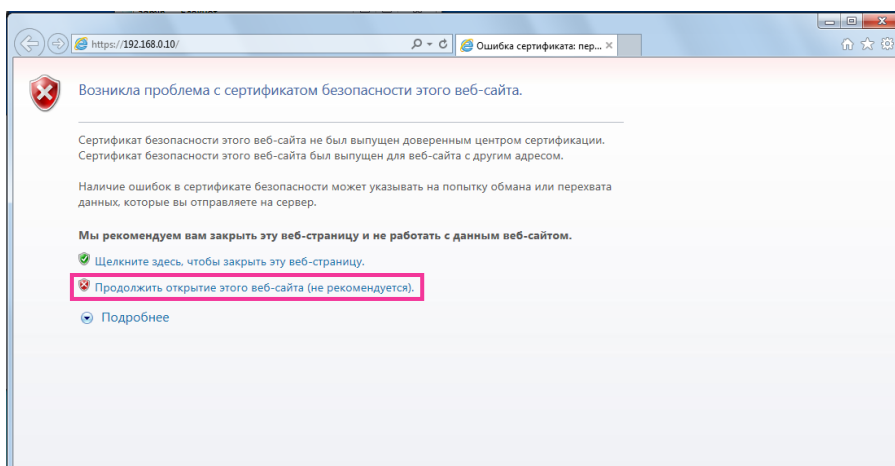 https://192.168.0.10/
Ошибка сертификата: пер...
Возникла проблема с сертификатом безопасности этого веб-сайта.
Сертификат безопасности этого веб-сайта не был выпущен доверенным центром сертификации.
Сертификат безопасности этого веб-сайта был выпущен для веб-сайта с другим адресом.
Наличие ошибок в сертификате безопасности может указывать на попытку обмана или перехвата
данных, которые вы отправляете на сервер.
Мы рекомендуем вам закрыть эту веб-страницу и не работать с данным веб-сайтом.
Щелкните здесь, чтобы закрыть эту веб-страницу.
Продолжить открытие этого веб-сайта (не рекомендуется).
Подробнее